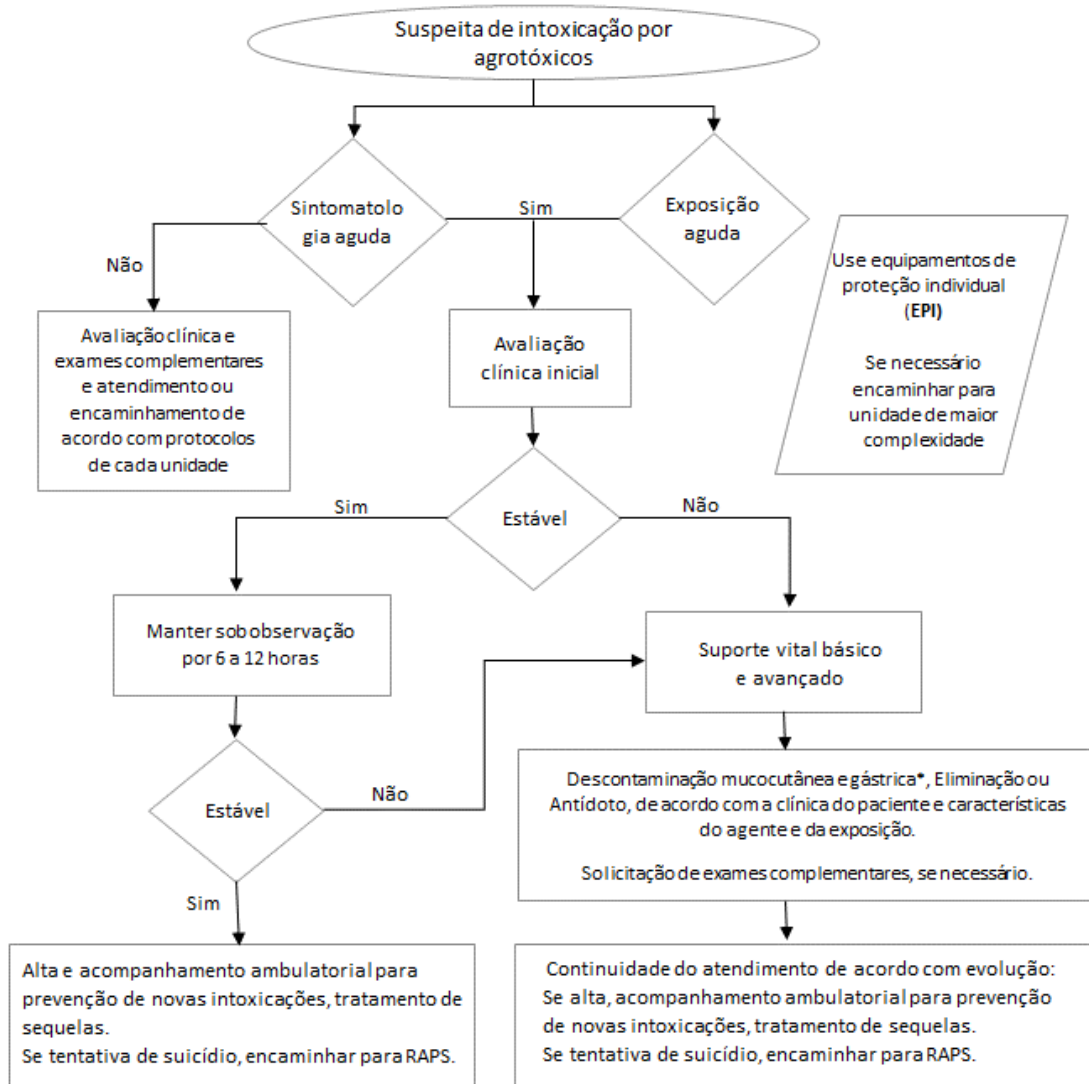 Suspeita de intoxicação por
agrotóxicos
Sintomatolo
gia aguda
Sim
Exposição
aguda
Não
Use equipamentos de
proteção individual
(EPI)
Se necessário
encaminhar para
unidade de maior
complexidade
Avaliação clínica e
exames complementares
e atendimento ou
encaminhamento de
acordo com protocolos
de cada unidade
Avaliação
clínica inicial
Sim
Estável
Não
Manter sob observação
por 6 a 12 horas
Suporte vital básico
e avançado
Estável
Não
Descontaminação mucocutânea e gástrica*, Eliminação ou
Antídoto, de acordo com a clínica do paciente e características
do agente e da exposição.
Solicitação de exames complementares, se necessário.
Sim
Alta e acompanhamento ambulatorial para
prevenção de novas intoxicações, tratamento de
sequelas.
Se tentativa de suicídio, encaminhar para RAPS.
Continuidade do atendimento de acordo com evolução:
Se alta, acompanhamento ambulatorial para prevenção
de novas intoxicações, tratamento de sequelas.
Se tentativa de suicídio, encaminhar para RAPS.